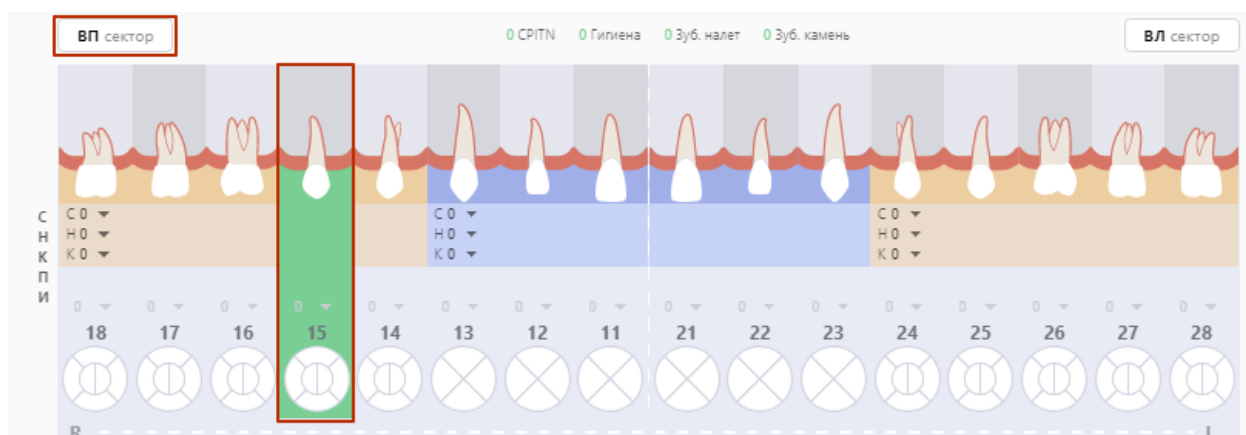 ВП сектор 0 CPITN 0 Гигиена 0 Зуб. налет 0 Зуб. камень ВЛ сектор
С С 0 С 0 С 0
Н Н 0 Н 0 Н 0
К К 0 К 0 К 0
П
И 0 0 0 0 0 0 0 0 0 0 0 0 0 0 0 0
18 17 16 15 14 13 12 11 21 22 23 24 25 26 27 28
R L